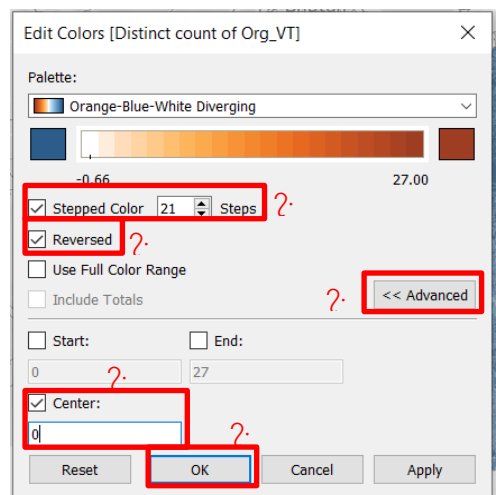 Edit Colors [Distinct count of Org_VT]
Palette:
Orange-Blue-White Diverging
-0.66 27.00
Stepped Color 21 Steps ?.
Reversed ?.
Use Full Color Range
Include Totals ?. << Advanced
Start: End:
0 27
?.
Center:
0 ?.
Reset OK Cancel Apply